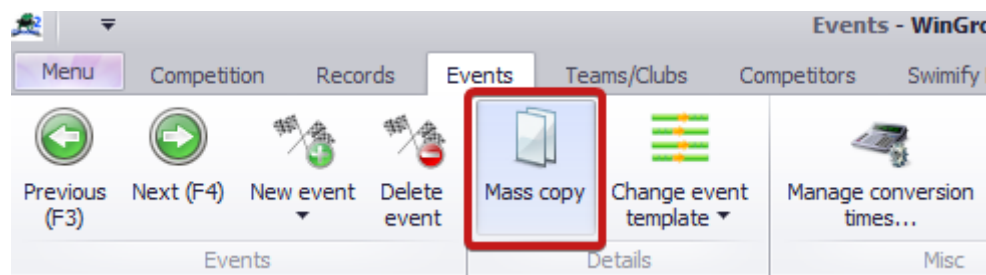 Events - WinGro
Menu Competition Records Events Teams/Clubs Competitors Swimify
Previous (F3)
Next (F4)
New event
Delete event
Mass copy
Change event template
Manage conversion times...
Events
Details
Misc